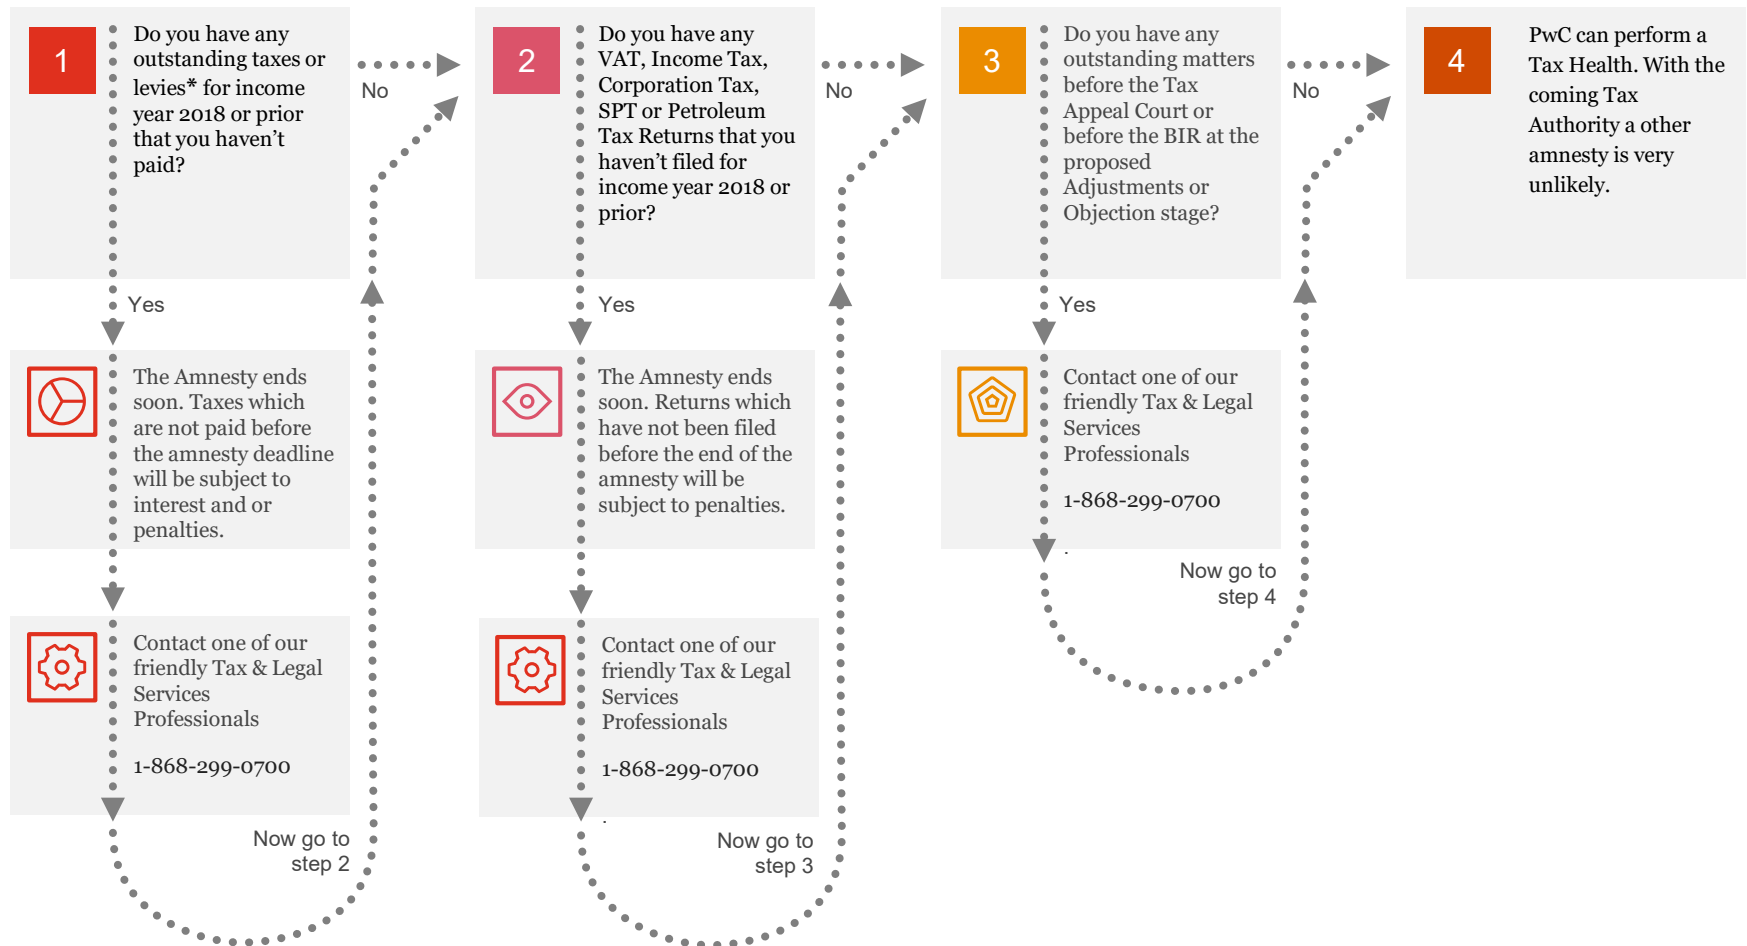 1
Do you have any
outstanding taxes or
levies* for income
year 2018 or prior
that you haven't
paid?
No
Yes
The Amnesty ends
soon. Taxes which
are not paid before
the amnesty deadline
will be subject to
interest and or
penalties.
Contact one of our
friendly Tax & Legal
Services
Professionals
1-868-299-0700
Now go to
step 2
2
Do you have any
VAT, Income Tax,
Corporation Tax,
SPT or Petroleum
Tax Returns that you
haven't filed for
income year 2018 or
prior?
No
Yes
The Amnesty ends
soon. Returns which
have not been filed
before the end of the
amnesty will be
subject to penalties.
Contact one of our
friendly Tax & Legal
Services
Professionals
1-868-299-0700
.
Now go to
step 3
3
Do you have any
outstanding matters
before the Tax
Appeal Court or
before the BIR at the
proposed
Adjustments or
Objection stage?
No
Yes
Contact one of our
friendly Tax & Legal
Services
Professionals
1-868-299-0700
.
Now go to
step 4
4
PwC can perform a
Tax Health. With the
coming Tax
Authority a other
amnesty is very
unlikely.